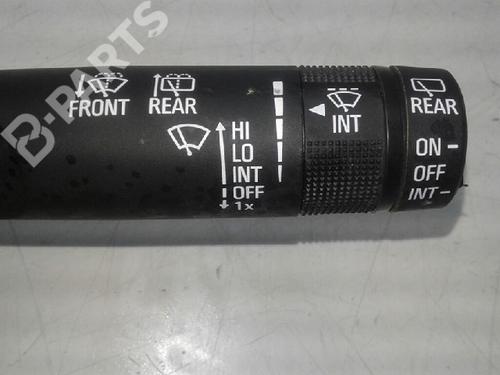 B-PARTS
FRONT
REAR
HI
LO
INT
OFF
1x
INT
REAR
ON
OFF
INT